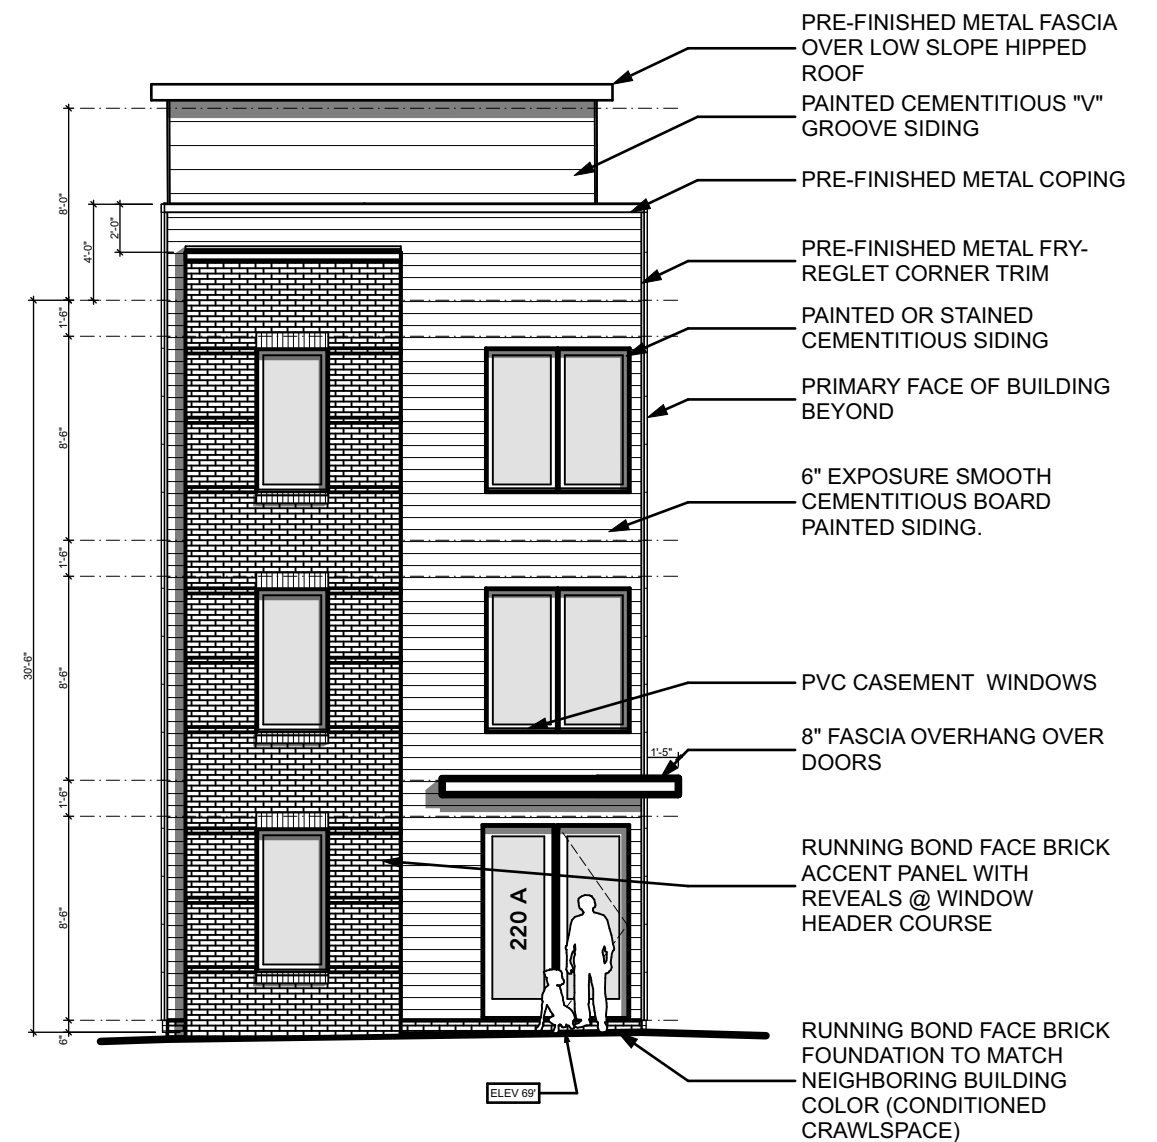 PRE-FINISHED METAL FASCIA
OVER LOW SLOPE HIPPED
ROOF
PAINTED CEMENTITIOUS "V"
GROOVE SIDING
PRE-FINISHED METAL COPING
PRE-FINISHED METAL FRY-
REGLET CORNER TRIM
PAINTED OR STAINED
CEMENTITIOUS SIDING
PRIMARY FACE OF BUILDING
BEYOND
6" EXPOSURE SMOOTH
CEMENTITIOUS BOARD
PAINTED SIDING.
PVC CASEMENT WINDOWS
8" FASCIA OVERHANG OVER
DOORS
RUNNING BOND FACE BRICK
ACCENT PANEL WITH
REVEALS @ WINDOW
HEADER COURSE
RUNNING BOND FACE BRICK
FOUNDATION TO MATCH
NEIGHBORING BUILDING
COLOR (CONDITIONED
CRAWLSPACE)
8'-0"
4'-0"
2'-0"
1'-6"
8'-6"
1'-6"
30'-6"
8'-6"
1'-6"
8'-6"
6"
1'-5"
220 A
ELEV 69'